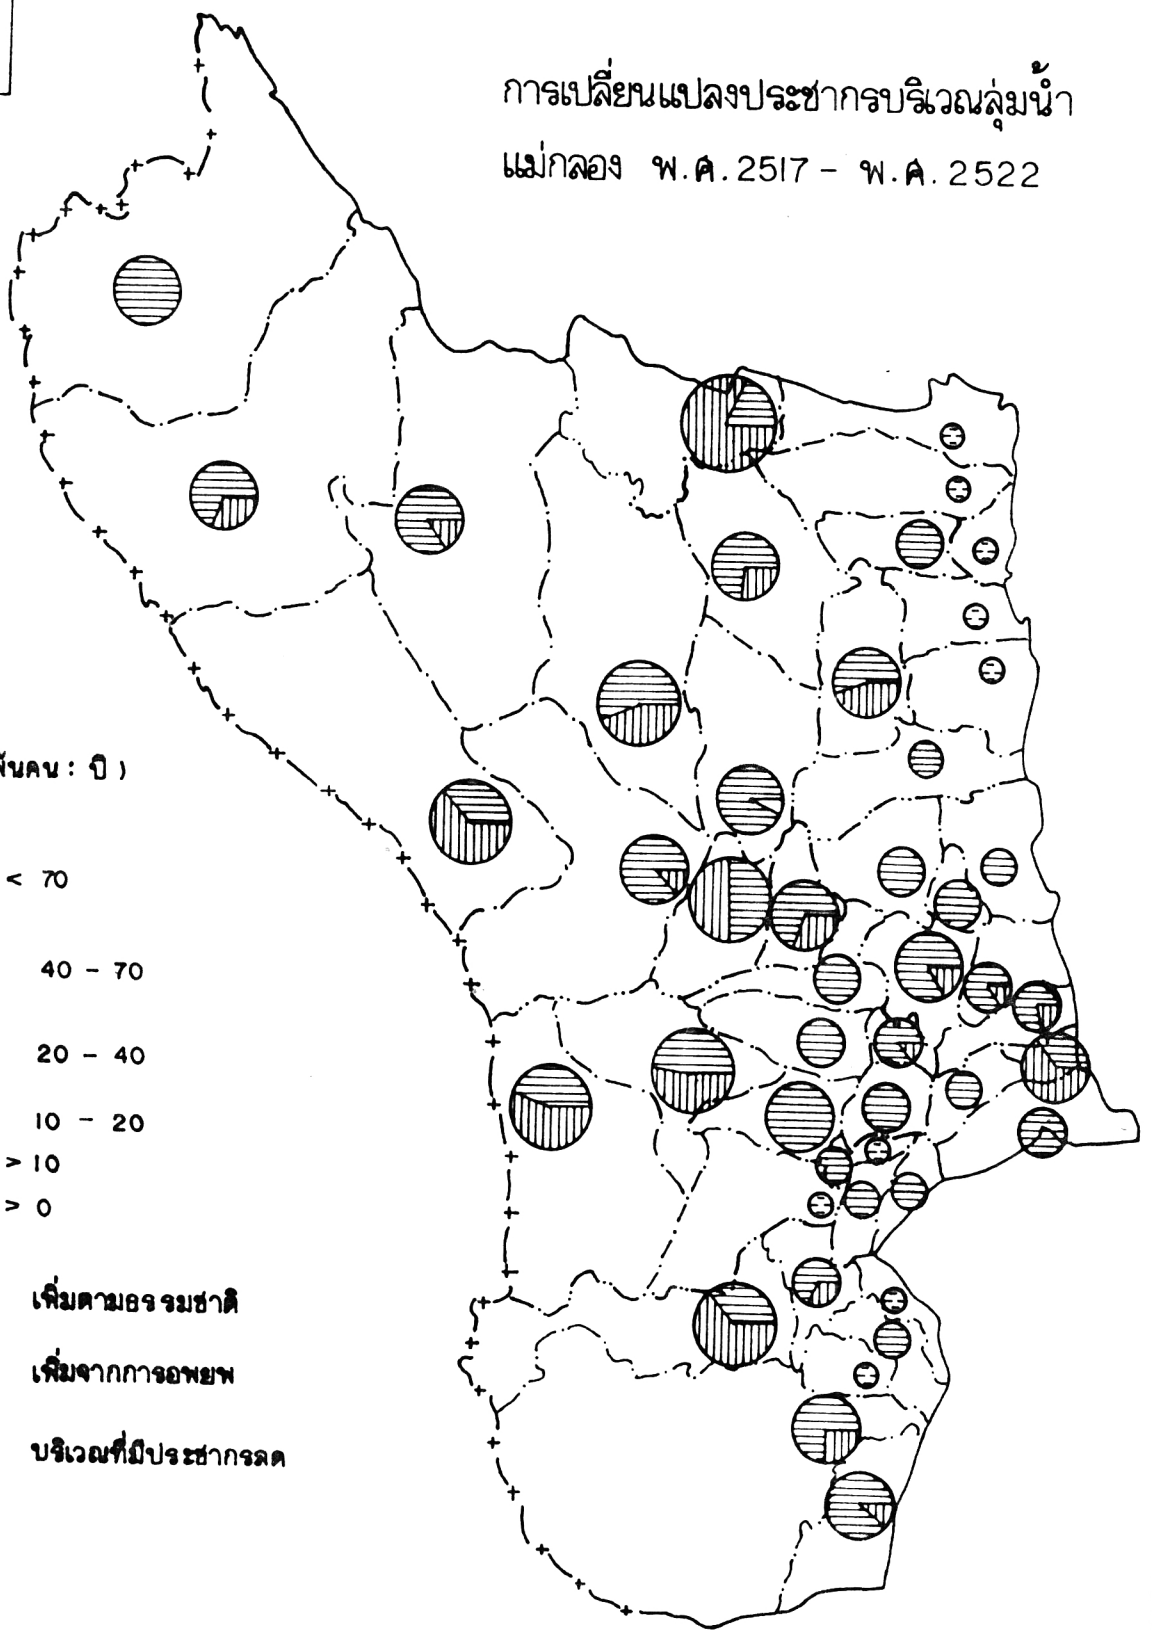 การเปลี่ยนแปลงประชากรบริเวณลุ่มน้ำ
แม่กลอง พ.ศ.2517 - พ.ศ.2522
คน : ปี )
< 70
40 - 70
20 - 40
10 - 20
> 10
> 0
เพิ่มตามธรรมชาติ
เพิ่มจากการอพยพ
บริเวณที่มีประชากรลด